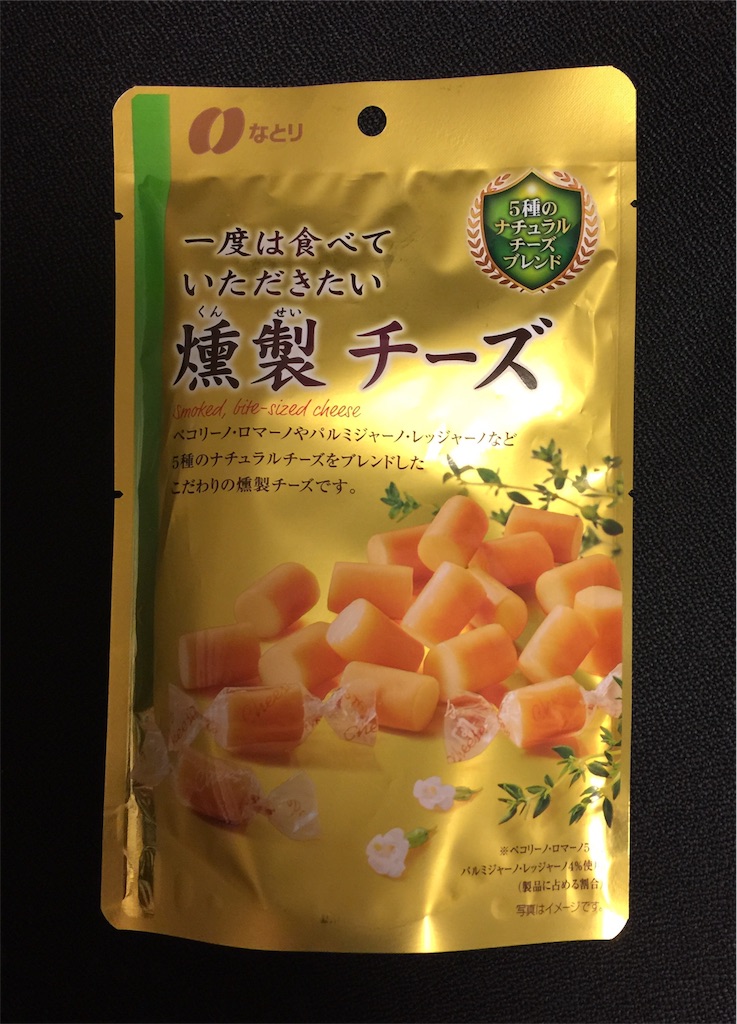 なとり
5種の
ナチュラル
チーズ
ブレンド
一度は食べて
いただきたい
くん せい
燻製 チーズ
Smoked, bite-sized cheese
ペコリーノ・ロマーノやパルミジャーノ・レッジャーノなど
5種のナチュラルチーズをブレンドした
こだわりの燻製チーズです。
※ペコリーノ・ロマーノ5
パルミジャーノ・レッジャーノ4%使
(製品に占める割合)
写真はイメージです。